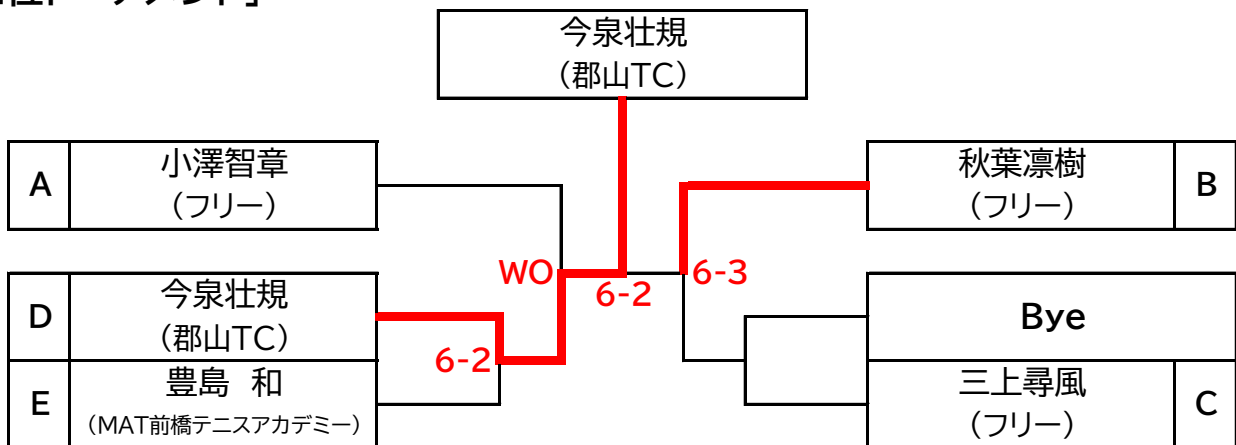 今泉壮規
（郡山TC）
A
小澤智章
（フリー）
秋葉凛樹
（フリー）
B
WO
6-2
6-3
D
今泉壮規
（郡山TC）
Bye
6-2
E
豊島 和
（MAT前橋テニスアカデミー）
三上尋風
（フリー）
C